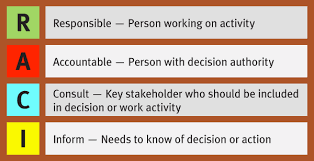 R Responsible — Person working on activity
A Accountable — Person with decision authority
C Consult — Key stakeholder who should be included
in decision or work activity
I Inform — Needs to know of decision or action